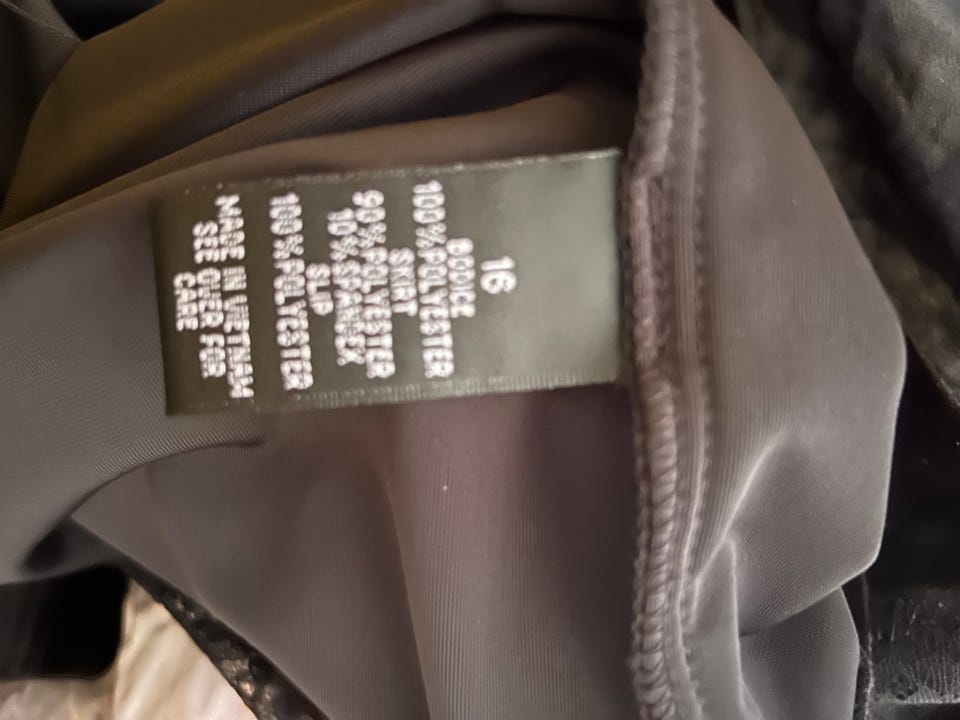 16
BODICE
100% POLYESTER
SKIRT
90% POLYESTER
10% SPANDEX
SLIP
100% POLYESTER
MADE IN VIETNAM
SEE OVER FOR
CARE